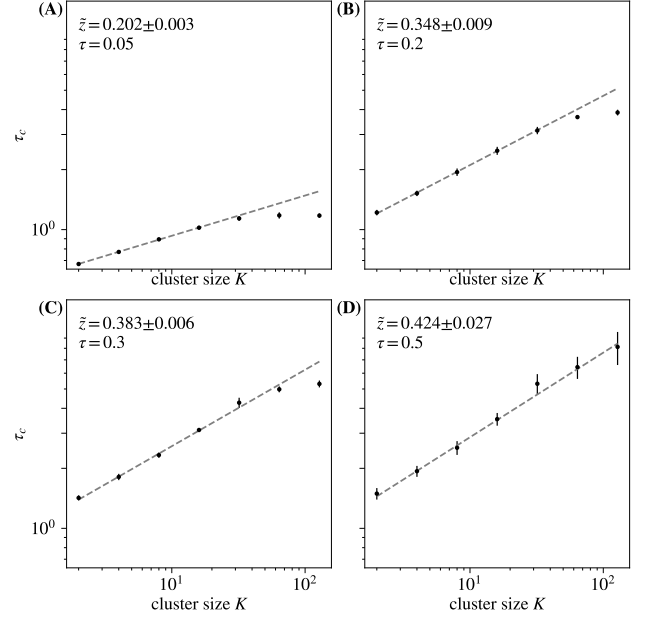 (A)
z̃=0.202±0.003
τ=0.05
τc
10⁰
cluster size K
(B)
z̃=0.348±0.009
τ=0.2
cluster size K
(C)
z̃=0.383±0.006
τ=0.3
τc
10⁰
10¹
10²
cluster size K
(D)
z̃=0.424±0.027
τ=0.5
10¹
10²
cluster size K